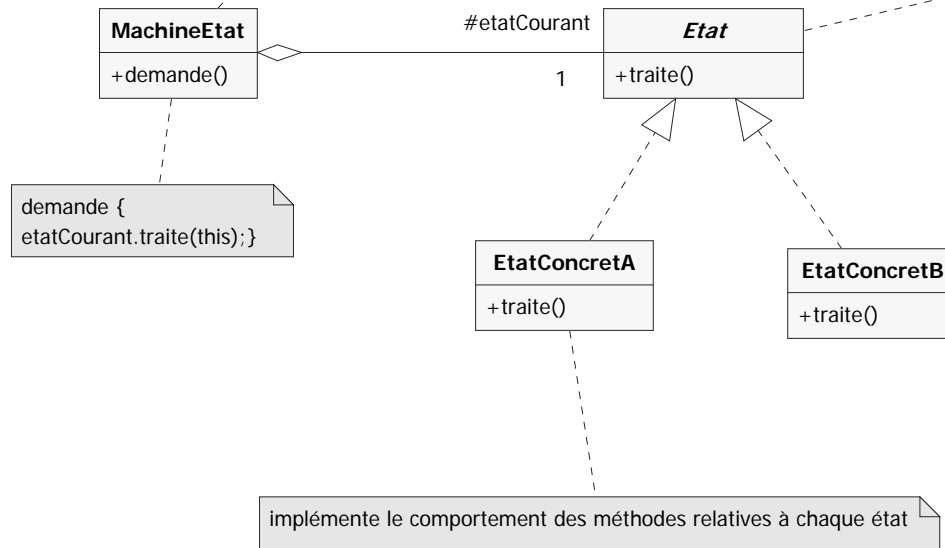 MachineEtat
+demande()
#etatCourant
1
Etat
+traite()
demande {
etatCourant.traite(this);}
EtatConcretA
+traite()
EtatConcretB
+traite()
implémente le comportement des méthodes relatives à chaque état